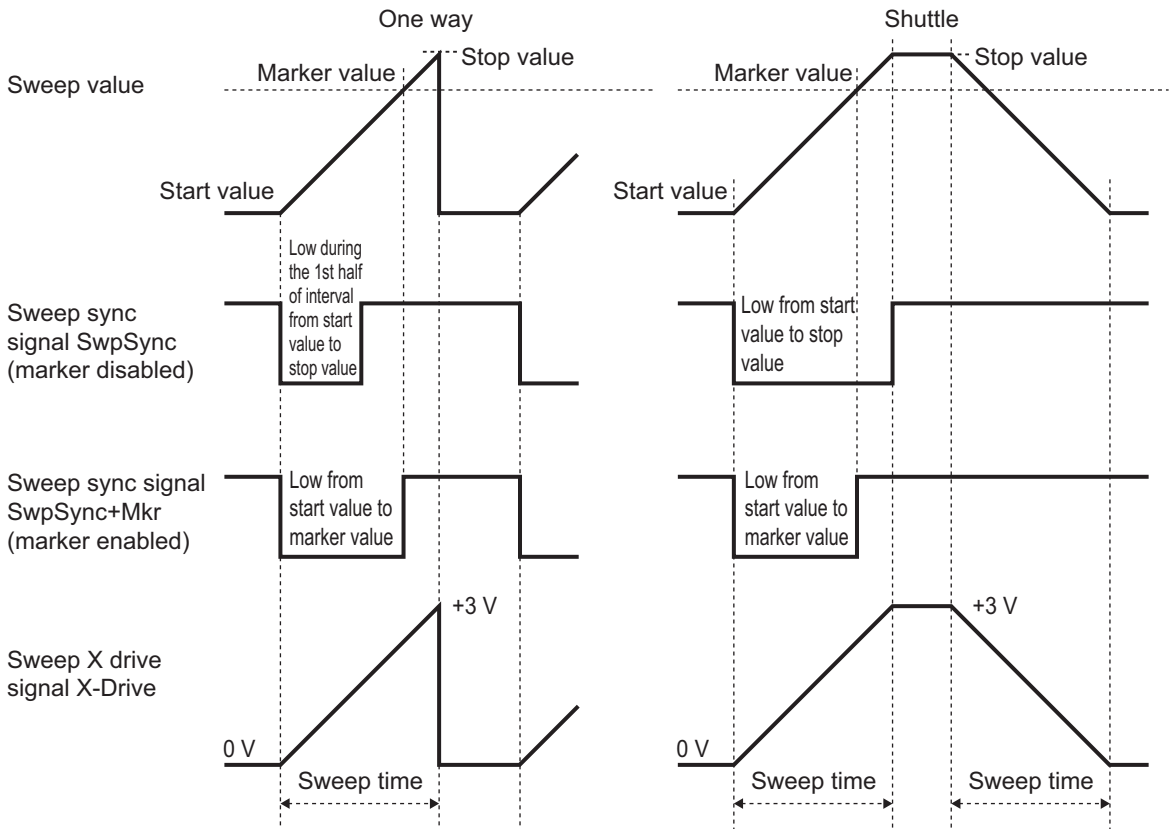 One way
Shuttle
Sweep value
Marker value
Stop value
Start value
Marker value
Stop value
Start value
Sweep sync
signal SwpSync
(marker disabled)
Low during
the 1st half
of interval
from start
value to
stop value
Low from start
value to stop
value
Sweep sync signal
SwpSync+Mkr
(marker enabled)
Low from
start value to
marker value
Low from
start value to
marker value
Sweep X drive
signal X-Drive
+3 V
0 V
Sweep time
+3 V
0 V
Sweep time
Sweep time